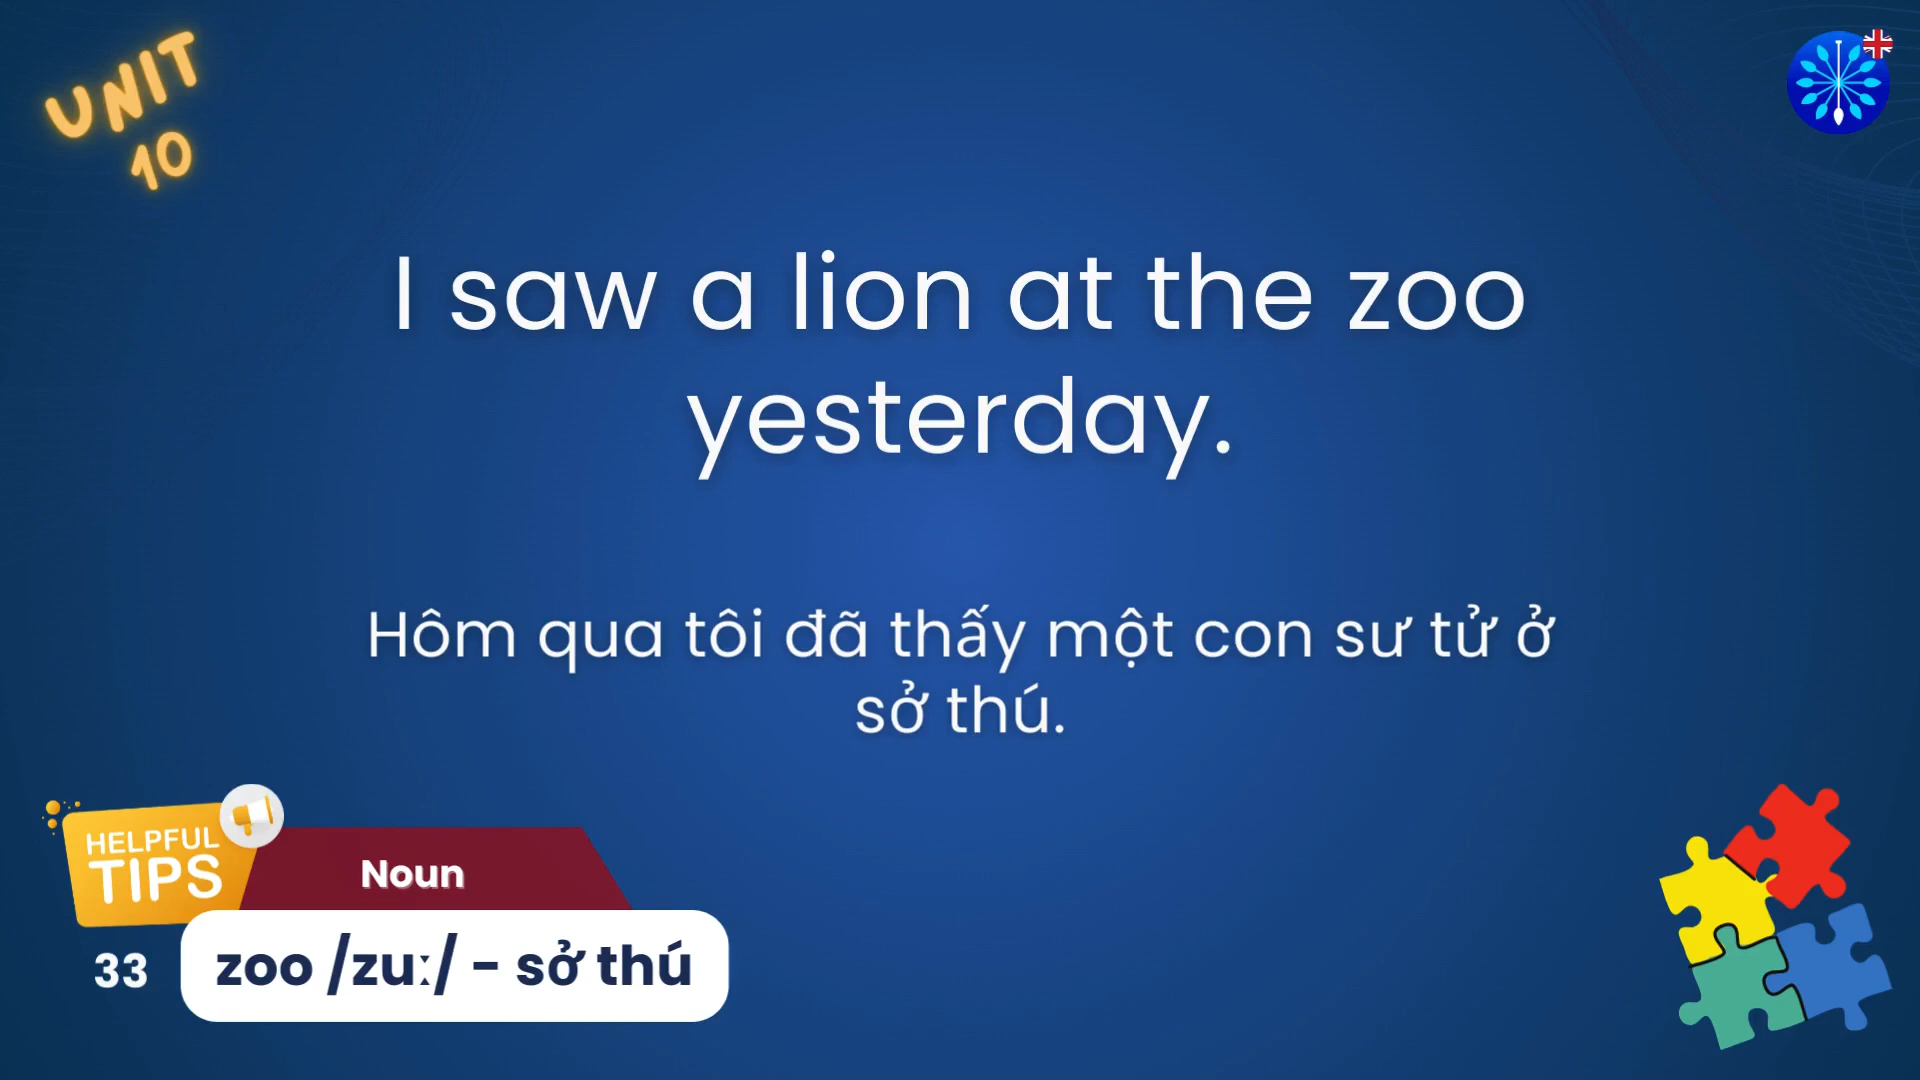 UNIT
10
I saw a lion at the zoo
yesterday.
Hôm qua tôi đã thấy một con sư tử ở
sở thú.
HELPFUL
TIPS
Noun
33
zoo /zuː/ - sở thú